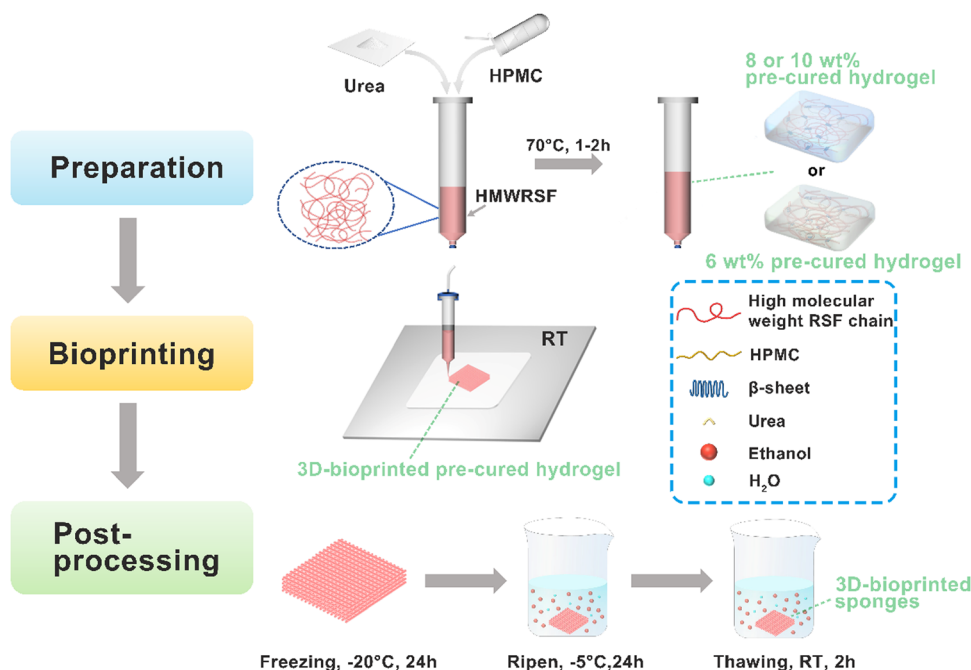 Preparation
Urea
HPMC
HMWRSF
70°C, 1-2h
8 or 10 wt%
pre-cured hydrogel
or
6 wt% pre-cured hydrogel
Bioprinting
RT
3D-bioprinted pre-cured hydrogel
High molecular
weight RSF chain
HPMC
β-sheet
Urea
Ethanol
H₂O
Post-
processing
3D-bioprinted
sponges
Freezing, -20°C, 24h
Ripen, -5°C,24h
Thawing, RT, 2h